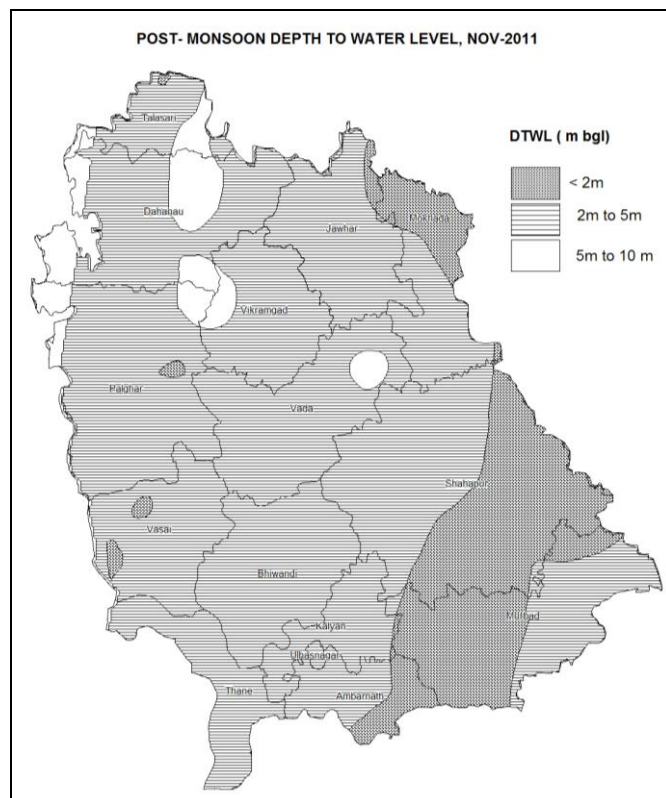 POST- MONSOON DEPTH TO WATER LEVEL, NOV-2011
DTWL ( m bgl)
< 2m
2m to 5m
5m to 10 m
Talasari
Dahanau
Jawhar
Mokhada
Vikramgad
Palghar
Vada
Shahapur
Vasai
Bhiwandi
Kalyan
Murbad
Ulhasnagar
Thane
Ambarnath